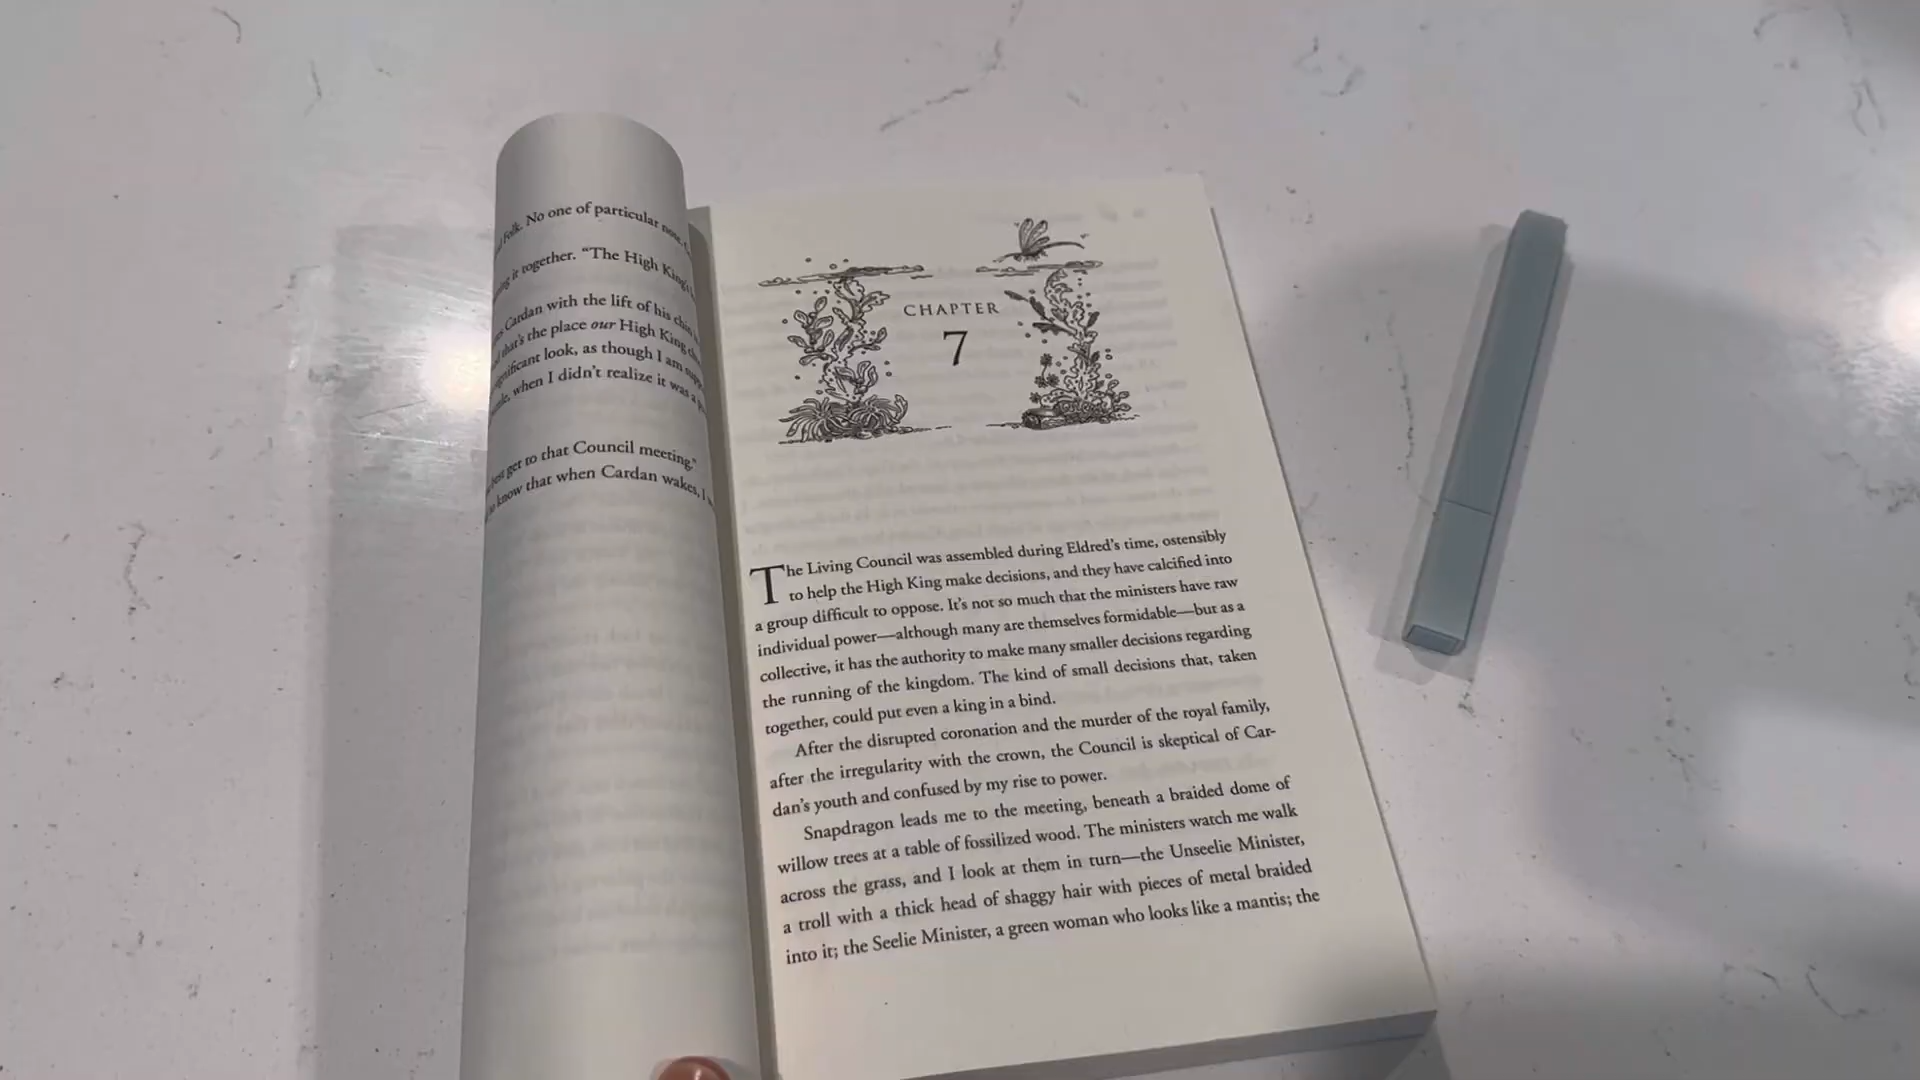 Folk. No one of particular
it together. "The High King
Cardan with the lift of his chin
that's the place our High King
significant look, as though I am
when I didn't realize it was a
get to that Council meeting."
know that when Cardan wakes, I
CHAPTER
7
The Living Council was assembled during Eldred's time, ostensibly
to help the High King make decisions, and they have calcified into
a group difficult to oppose. It's not so much that the ministers have raw
individual power—although many are themselves formidable—but as a
collective, it has the authority to make many smaller decisions regarding
the running of the kingdom. The kind of small decisions that, taken
together, could put even a king in a bind.
After the disrupted coronation and the murder of the royal family,
after the irregularity with the crown, the Council is skeptical of Car-
dan's youth and confused by my rise to power.
Snapdragon leads me to the meeting, beneath a braided dome of
willow trees at a table of fossilized wood. The ministers watch me walk
across the grass, and I look at them in turn—the Unseelie Minister,
a troll with a thick head of shaggy hair with pieces of metal braided
into it; the Seelie Minister, a green woman who looks like a mantis; the